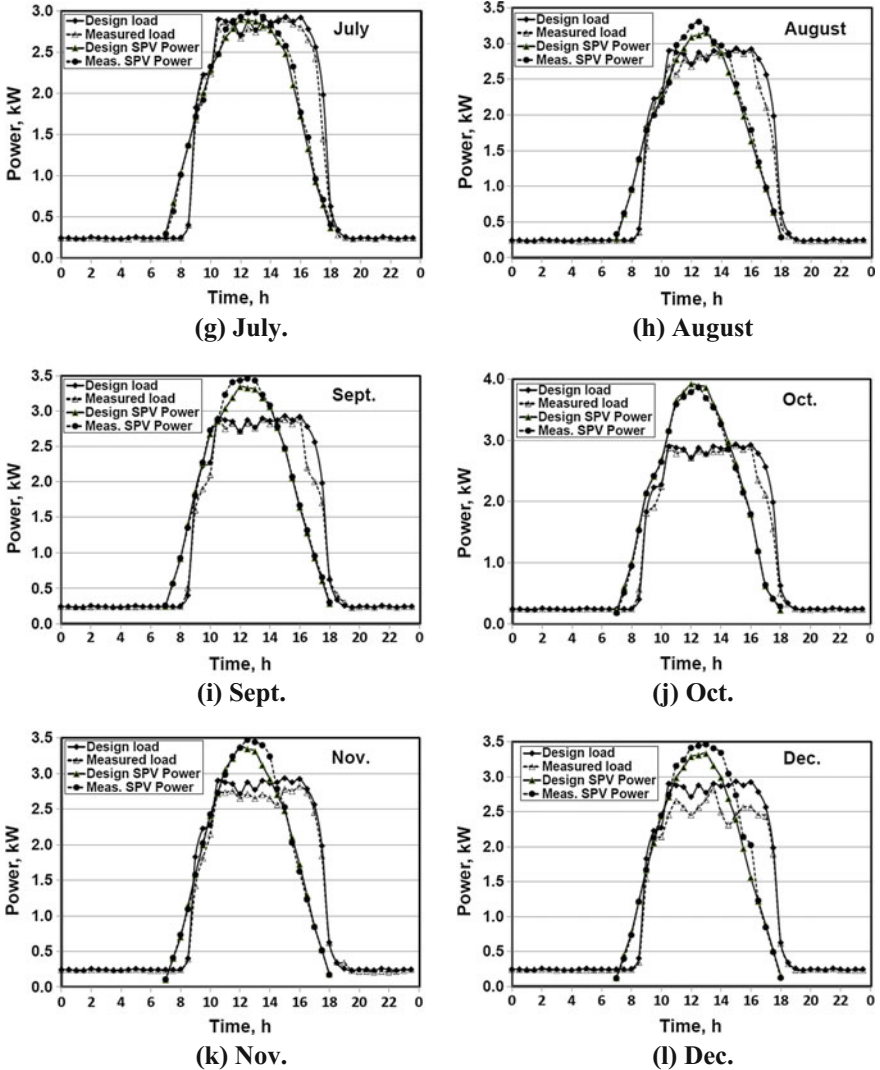 July
Design load
Measured load
Design SPV Power
Meas. SPV Power
Power, kW
3.0
2.5
2.0
1.5
1.0
0.5
0.0
0 2 4 6 8 10 12 14 16 18 20 22 0
Time, h
(g) July.
August
Design load
Measured load
Design SPV Power
Meas. SPV Power
Power, kW
3.5
3.0
2.5
2.0
1.5
1.0
0.5
0.0
0 2 4 6 8 10 12 14 16 18 20 22 0
Time, h
(h) August
Sept.
Design load
Measured load
Design SPV Power
Meas. SPV Power
Power, kW
3.5
3.0
2.5
2.0
1.5
1.0
0.5
0.0
0 2 4 6 8 10 12 14 16 18 20 22 0
Time, h
(i) Sept.
Oct.
Design load
Measured load
Design SPV Power
Meas. SPV Power
Power, kW
4.0
3.0
2.0
1.0
0.0
0 2 4 6 8 10 12 14 16 18 20 22 0
Time, h
(j) Oct.
Nov.
Design load
Measured load
Design SPV Power
Meas. SPV Power
Power, kW
3.5
3.0
2.5
2.0
1.5
1.0
0.5
0.0
0 2 4 6 8 10 12 14 16 18 20 22 0
Time, h
(k) Nov.
Dec.
Design load
Measured load
Design SPV Power
Meas. SPV Power
Power, kW
3.5
3.0
2.5
2.0
1.5
1.0
0.5
0.0
0 2 4 6 8 10 12 14 16 18 20 22 0
Time, h
(l) Dec.